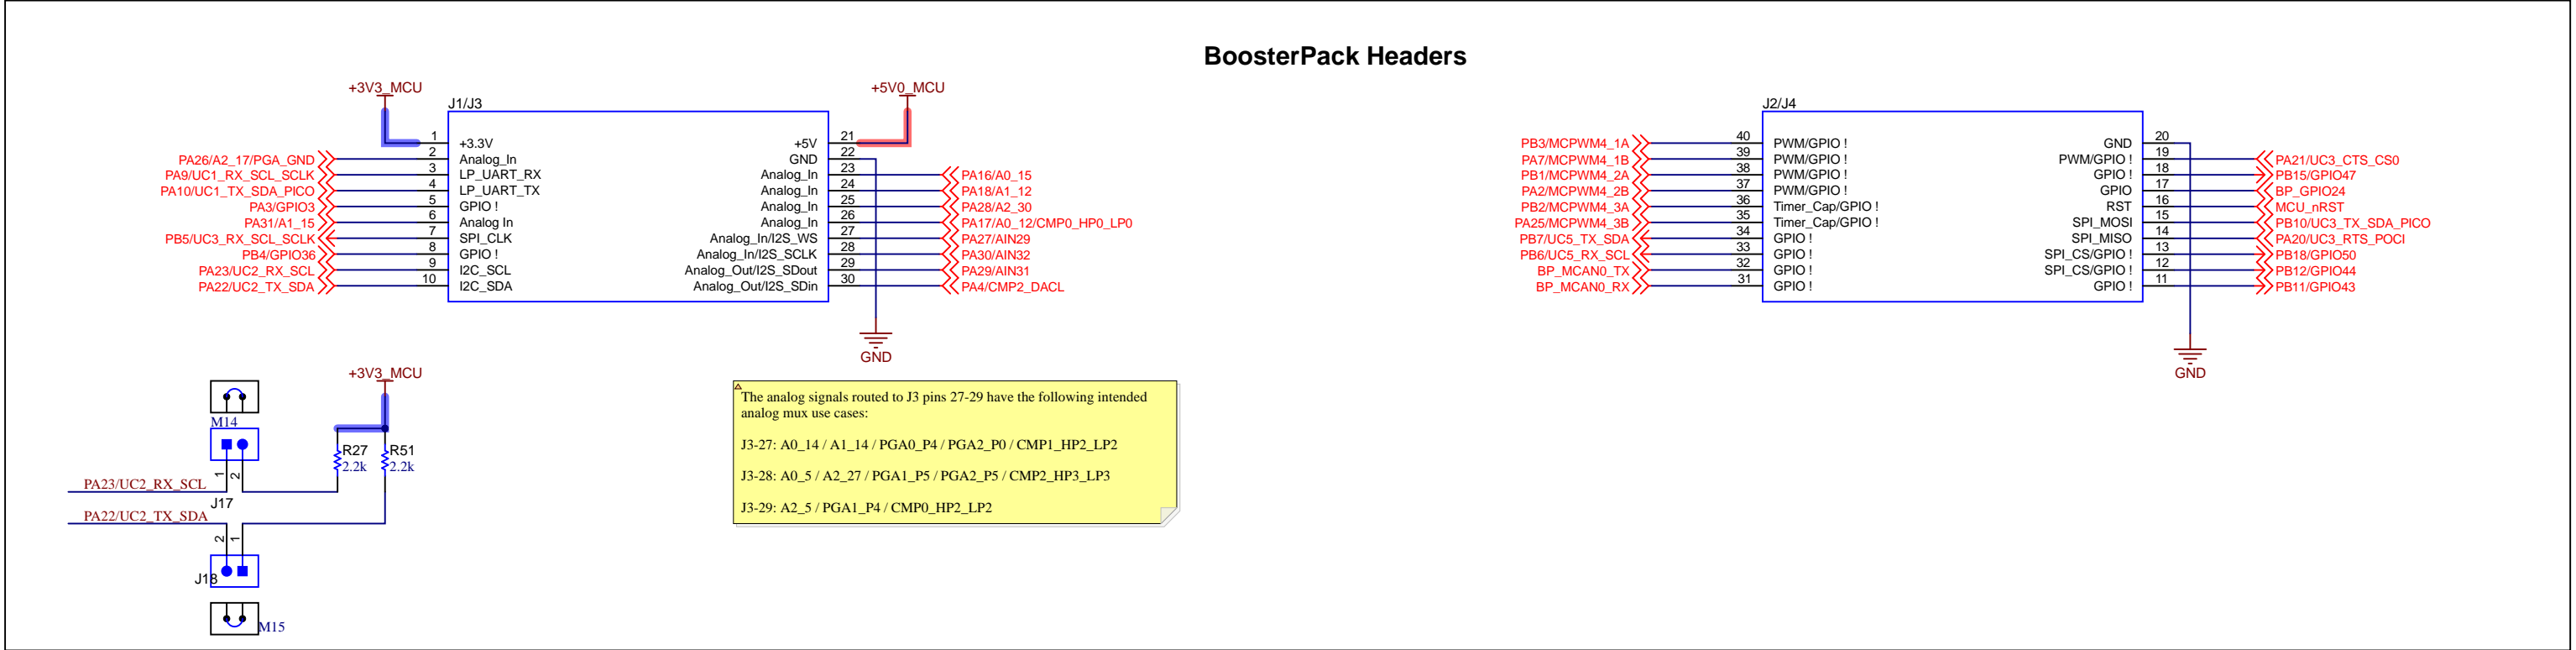 BoosterPack Headers
+3V3_MCU
+5V0_MCU
J1/J3
1 +3.3V
PA26/A2_17/PGA_GND 2 Analog_In
PA9/UC1_RX_SCL_SCLK 3 LP_UART_RX
PA10/UC1_TX_SDA_PICO 4 LP_UART_TX
PA3/GPIO3 5 GPIO !
PA31/A1_15 6 Analog In
PB5/UC3_RX_SCL_SCLK 7 SPI_CLK
PB4/GPIO36 8 GPIO !
PA23/UC2_RX_SCL 9 I2C_SCL
PA22/UC2_TX_SDA 10 I2C_SDA
+5V 21
GND 22
Analog_In 23 PA16/A0_15
Analog_In 24 PA18/A1_12
Analog_In 25 PA28/A2_30
Analog_In 26 PA17/A0_12/CMP0_HP0_LP0
Analog_In/I2S_WS 27 PA27/AIN29
Analog_In/I2S_SCLK 28 PA30/AIN32
Analog_Out/I2S_SDout 29 PA29/AIN31
Analog_Out/I2S_SDin 30 PA4/CMP2_DACL
GND
J2/J4
PB3/MCPWM4_1A 40 PWM/GPIO !
PA7/MCPWM4_1B 39 PWM/GPIO !
PB1/MCPWM4_2A 38 PWM/GPIO !
PA2/MCPWM4_2B 37 PWM/GPIO !
PB2/MCPWM4_3A 36 Timer_Cap/GPIO !
PA25/MCPWM4_3B 35 Timer_Cap/GPIO !
PB7/UC5_TX_SDA 34 GPIO !
PB6/UC5_RX_SCL 33 GPIO !
BP_MCAN0_TX 32 GPIO !
BP_MCAN0_RX 31 GPIO !
GND 20
PWM/GPIO ! 19 PA21/UC3_CTS_CS0
GPIO ! 18 PB15/GPIO47
GPIO 17 BP_GPIO24
RST 16 MCU_nRST
SPI_MOSI 15 PB10/UC3_TX_SDA_PICO
SPI_MISO 14 PA20/UC3_RTS_POCI
SPI_CS/GPIO ! 13 PB18/GPIO50
SPI_CS/GPIO ! 12 PB12/GPIO44
GPIO ! 11 PB11/GPIO43
GND
+3V3_MCU
M14
R27
2.2k
R51
2.2k
1 2
PA23/UC2_RX_SCL
J17
PA22/UC2_TX_SDA
2 1
J18
M15
The analog signals routed to J3 pins 27-29 have the following intended
analog mux use cases:
J3-27: A0_14 / A1_14 / PGA0_P4 / PGA2_P0 / CMP1_HP2_LP2
J3-28: A0_5 / A2_27 / PGA1_P5 / PGA2_P5 / CMP2_HP3_LP3
J3-29: A2_5 / PGA1_P4 / CMP0_HP2_LP2